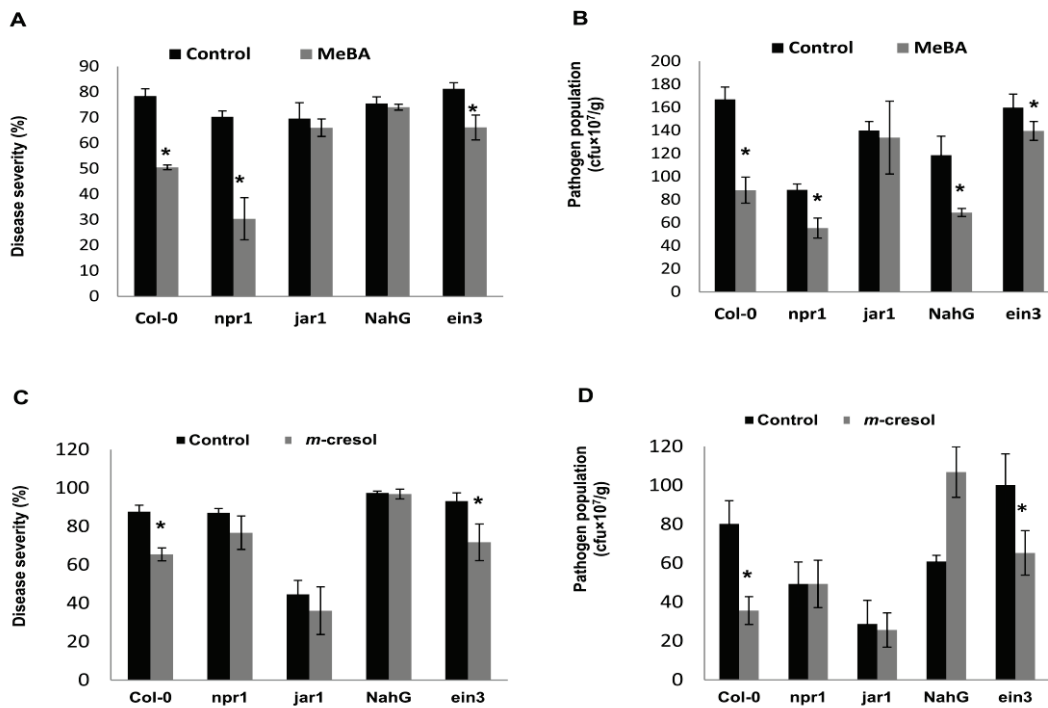 A
Control MeBA
Disease severity (%)
90
80
70
60
50
40
30
20
10
0
*
*
*
Col-0 npr1 jar1 NahG ein3
B
Control MeBA
Pathogen population
(cfu×10⁷/g)
200
180
160
140
120
100
80
60
40
20
0
*
*
*
*
Col-0 npr1 jar1 NahG ein3
C
Control m-cresol
Disease severity (%)
120
100
80
60
40
20
0
*
*
Col-0 npr1 jar1 NahG ein3
D
Control m-cresol
Pathogen population
(cfu×10⁷/g)
120
100
80
60
40
20
0
*
*
Col-0 npr1 jar1 NahG ein3